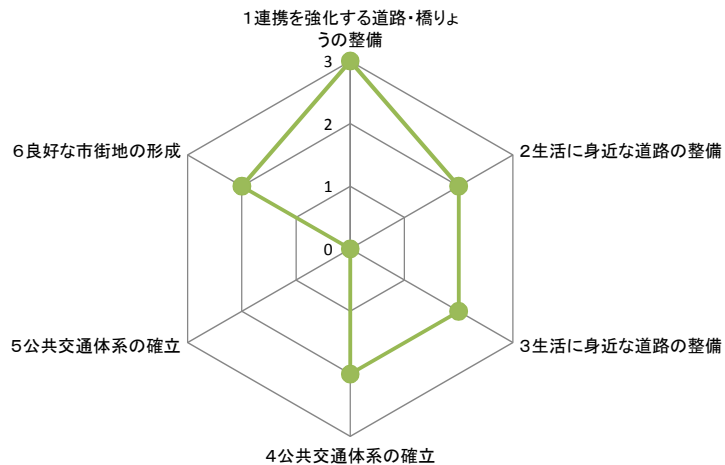 １連携を強化する道路・橋りょ
うの整備
3
2
６良好な市街地の形成
２生活に身近な道路の整備
1
0
５公共交通体系の確立
３生活に身近な道路の整備
４公共交通体系の確立